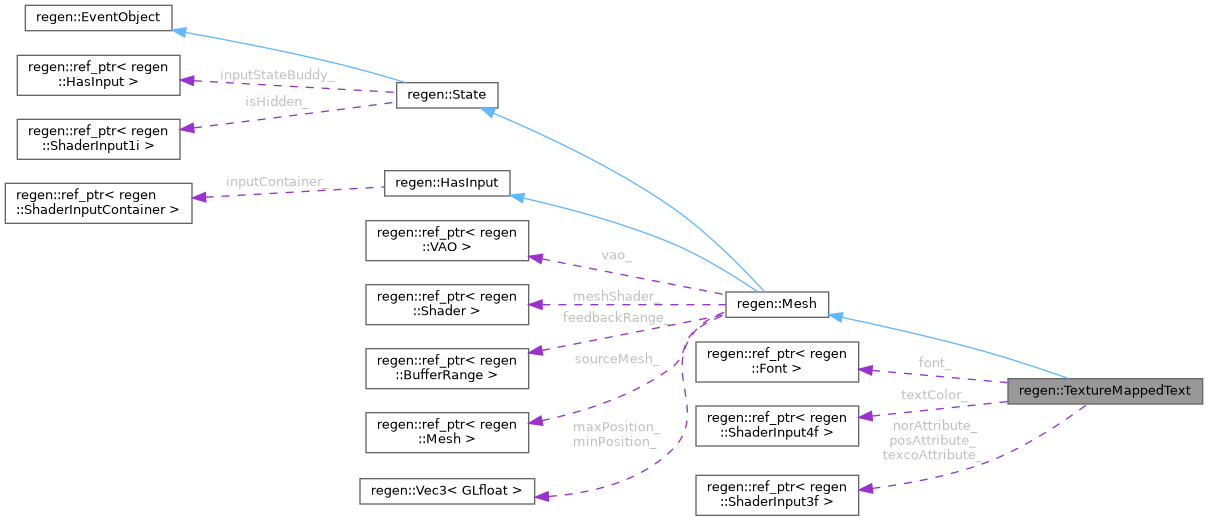 regen::EventObject
regen::ref_ptr< regen
::HasInput >
inputStateBuddy_
regen::State
isHidden_
regen::ref_ptr< regen
::ShaderInput1i >
regen::ref_ptr< regen
::ShaderInputContainer >
inputContainer_
regen::HasInput
regen::ref_ptr< regen
::VAO >
vao_
regen::ref_ptr< regen
::Shader >
meshShader_
regen::Mesh
feedbackRange_
regen::ref_ptr< regen
::BufferRange >
sourceMesh_
regen::ref_ptr< regen
::Font >
font_
regen::TextureMappedText
regen::ref_ptr< regen
::Mesh >
maxPosition_
minPosition_
textColor_
regen::ref_ptr< regen
::ShaderInput4f >
norAttribute_
posAttribute_
texcoAttribute_
regen::Vec3< GLfloat >
regen::ref_ptr< regen
::ShaderInput3f >